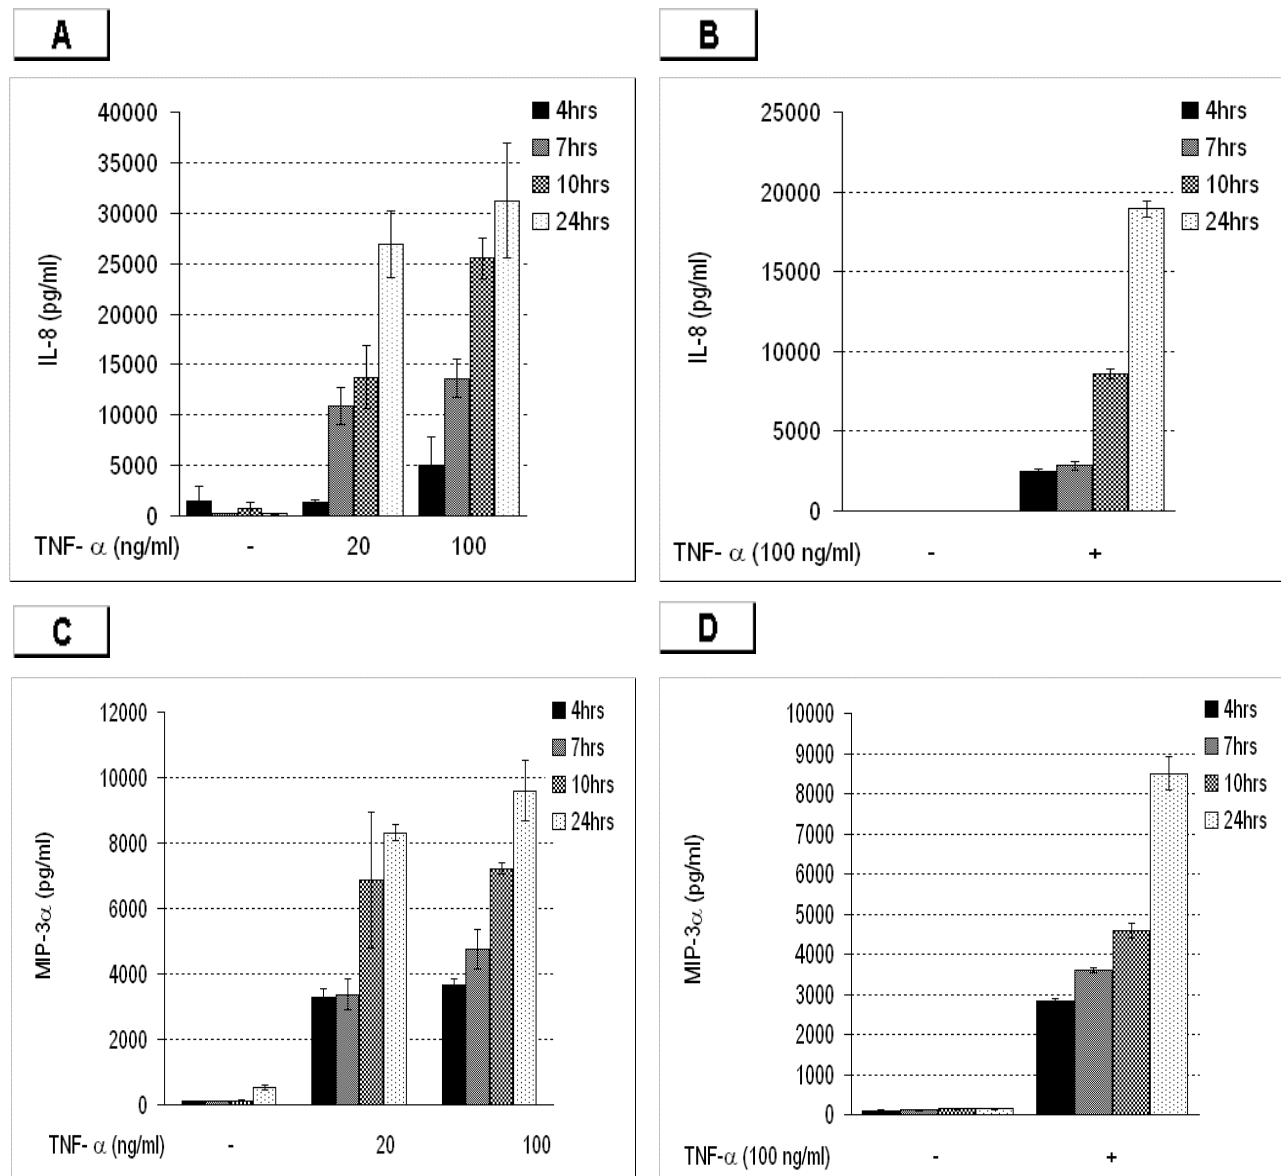 A
40000
35000
30000
25000
20000
15000
10000
5000
0
IL-8 (pg/ml)
4hrs
7hrs
10hrs
24hrs
TNF- α (ng/ml) - 20 100
B
25000
20000
15000
10000
5000
0
IL-8 (pg/ml)
4hrs
7hrs
10hrs
24hrs
TNF- α (100 ng/ml) - +
C
12000
10000
8000
6000
4000
2000
0
MIP-3α (pg/ml)
4hrs
7hrs
10hrs
24hrs
TNF- α (ng/ml) - 20 100
D
10000
9000
8000
7000
6000
5000
4000
3000
2000
1000
0
MIP-3α (pg/ml)
4hrs
7hrs
10hrs
24hrs
TNF-α (100 ng/ml) - +